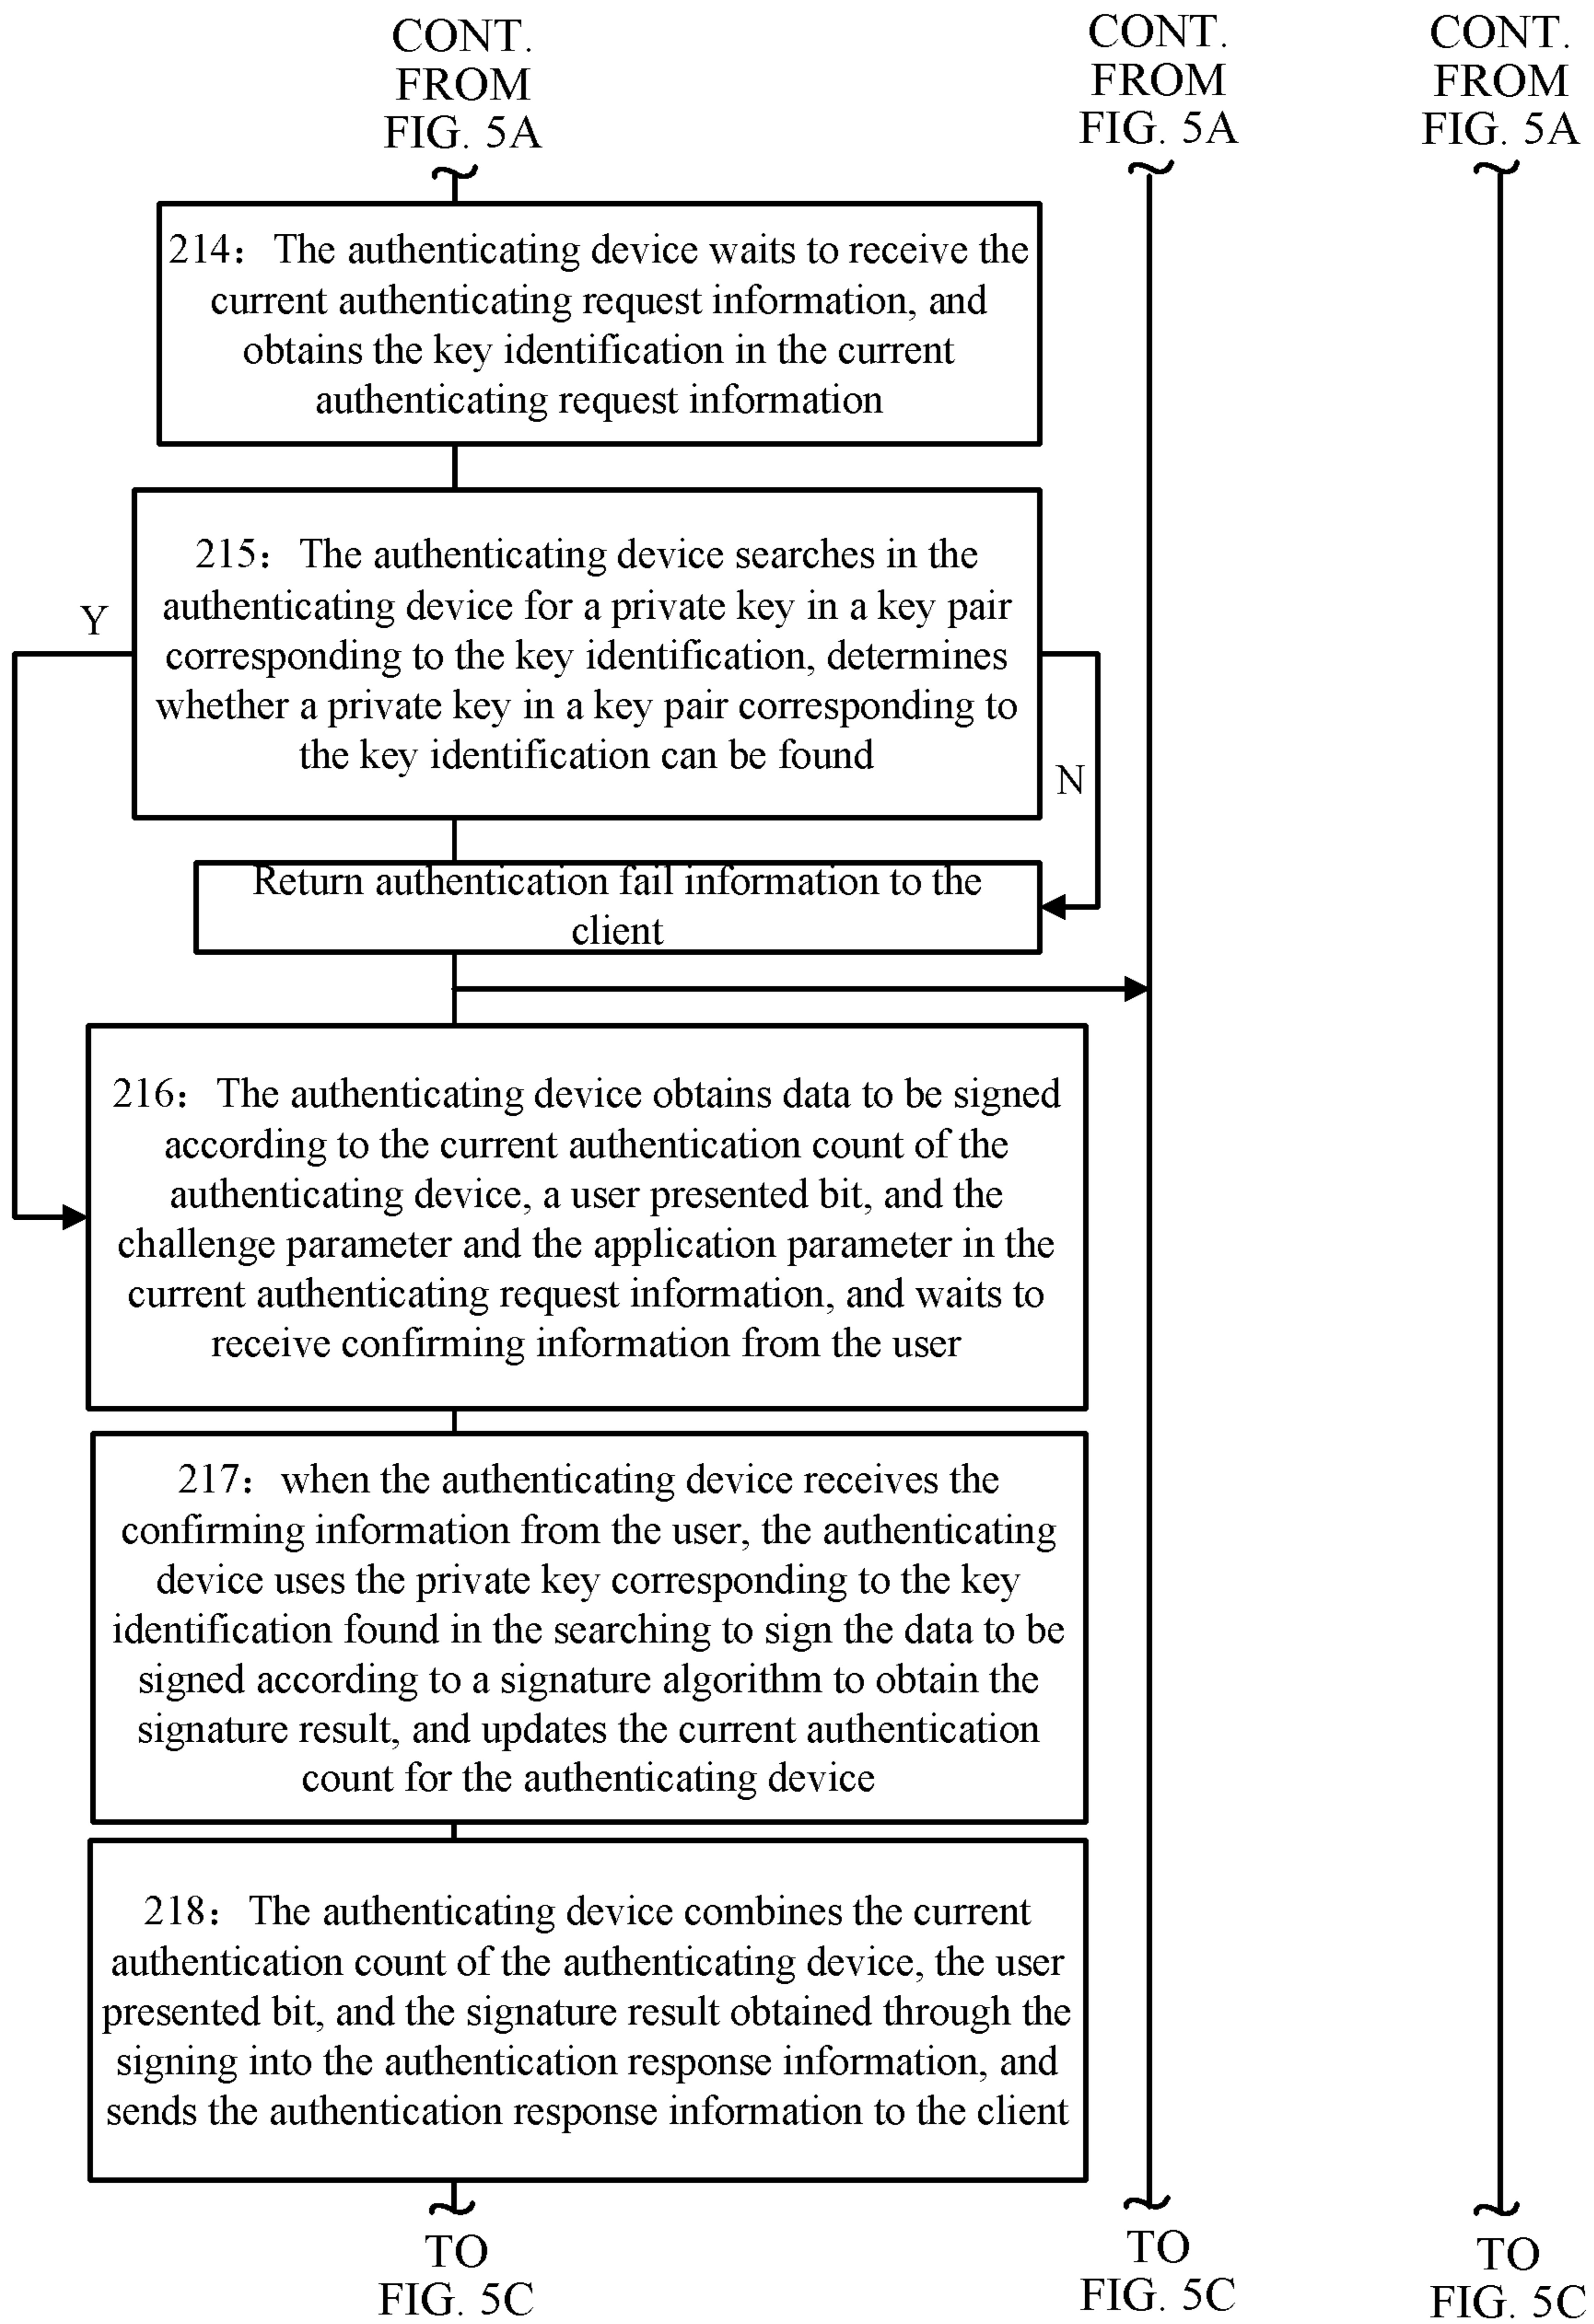 CONT.
FROM
FIG. 5A
CONT.
FROM
FIG. 5A
CONT.
FROM
FIG. 5A
214： The authenticating device waits to receive the
current authenticating request information, and
obtains the key identification in the current
authenticating request information
215： The authenticating device searches in the
authenticating device for a private key in a key pair
corresponding to the key identification, determines
whether a private key in a key pair corresponding to
the key identification can be found
Y
N
Return authentication fail information to the
client
216： The authenticating device obtains data to be signed
according to the current authentication count of the
authenticating device, a user presented bit, and the
challenge parameter and the application parameter in the
current authenticating request information, and waits to
receive confirming information from the user
217： when the authenticating device receives the
confirming information from the user, the authenticating
device uses the private key corresponding to the key
identification found in the searching to sign the data to be
signed according to a signature algorithm to obtain the
signature result, and updates the current authentication
count for the authenticating device
218： The authenticating device combines the current
authentication count of the authenticating device, the user
presented bit, and the signature result obtained through the
signing into the authentication response information, and
sends the authentication response information to the client
TO
FIG. 5C
TO
FIG. 5C
TO
FIG. 5C